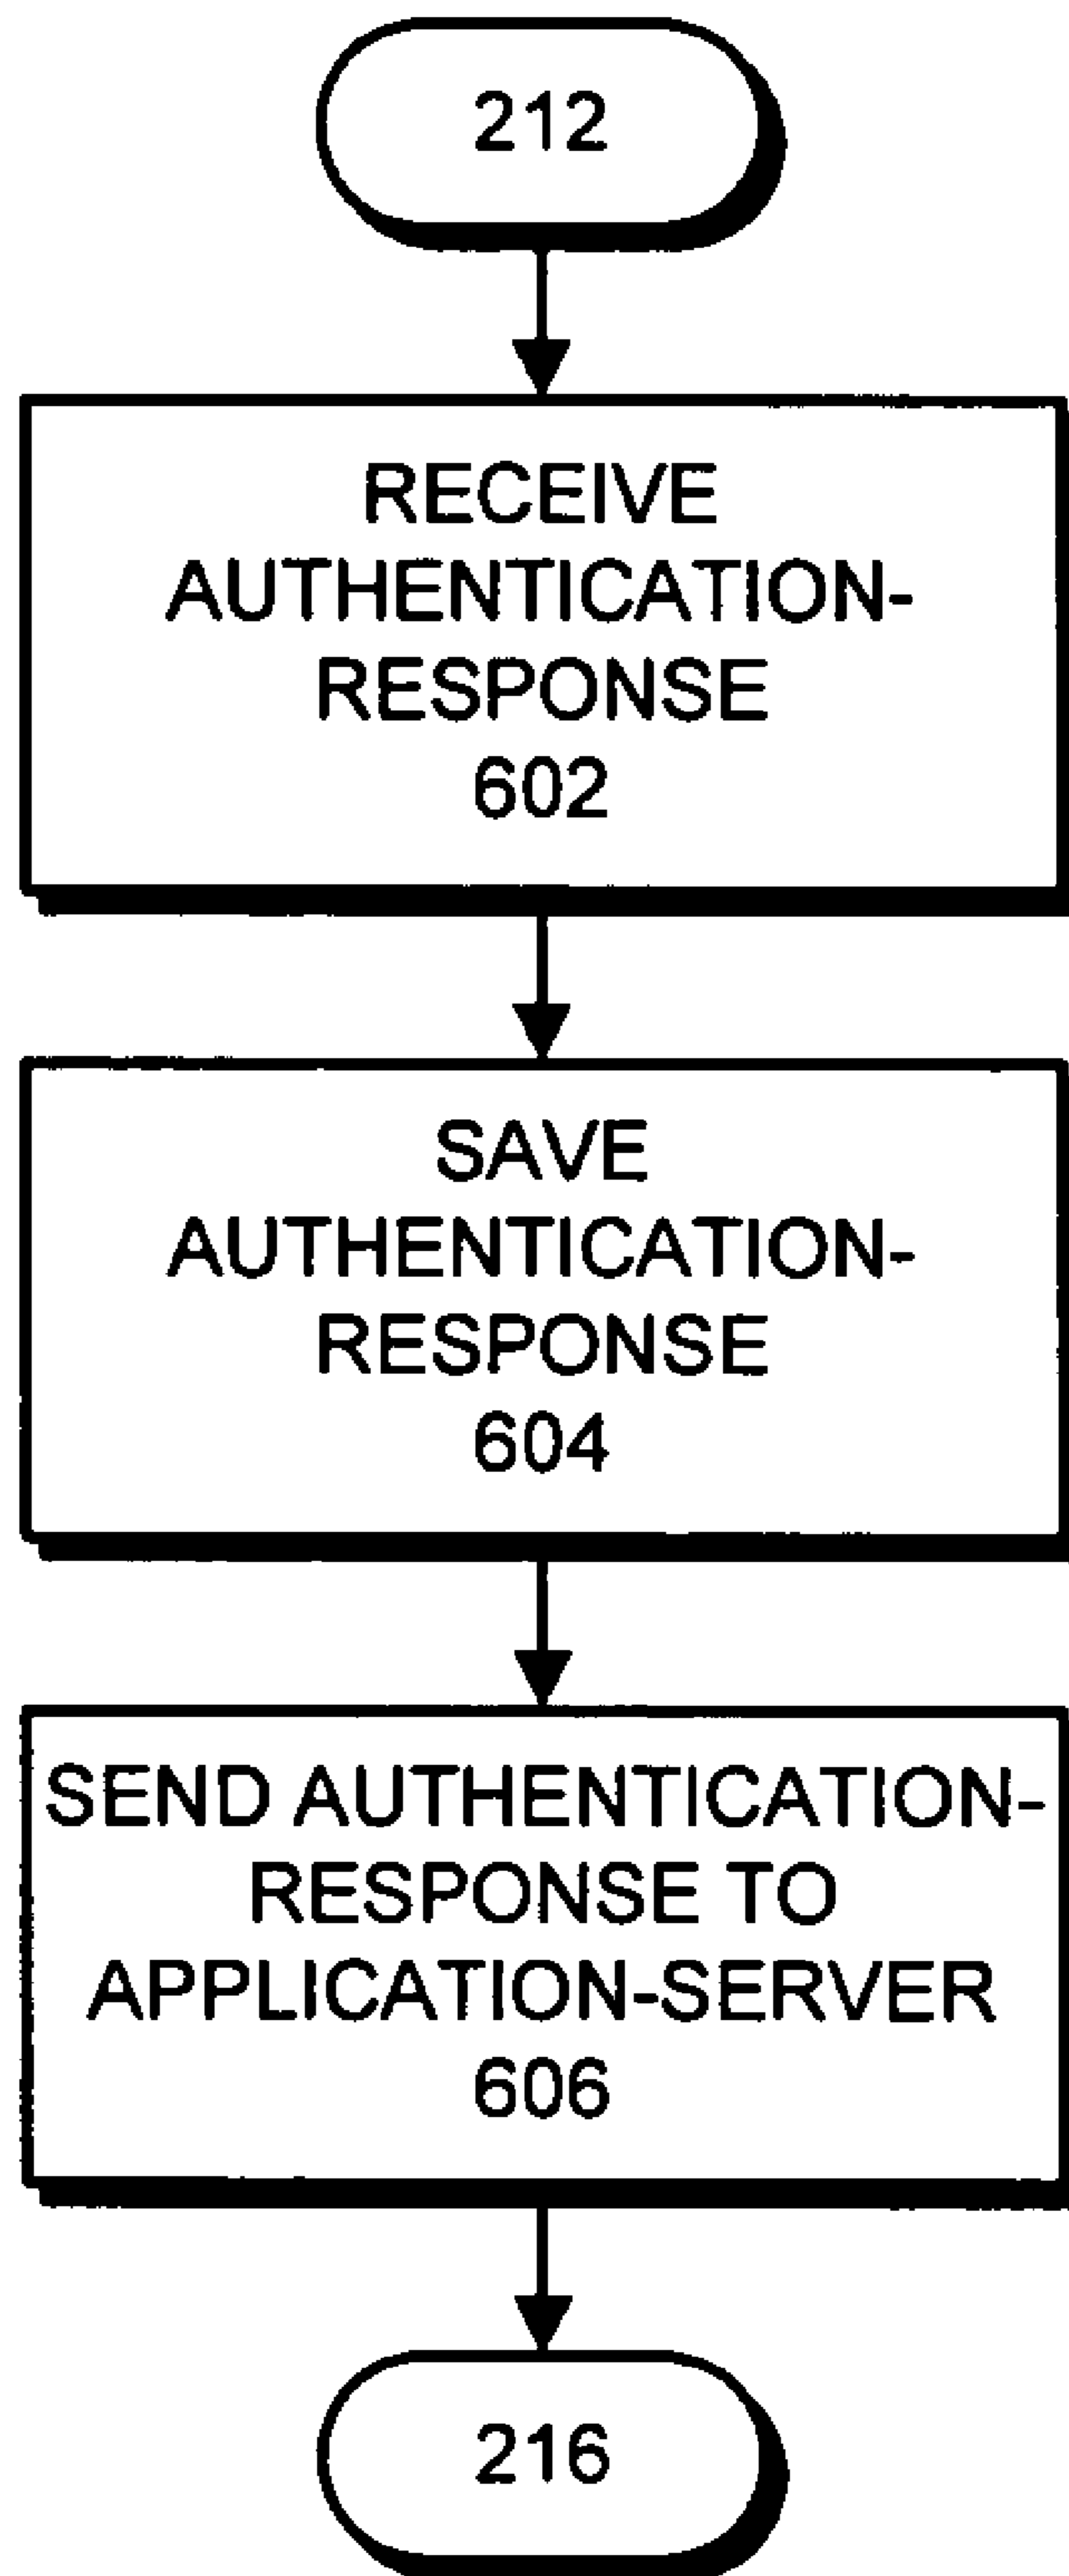 212
RECEIVE
AUTHENTICATION-
RESPONSE
602
SAVE
AUTHENTICATION-
RESPONSE
604
SEND AUTHENTICATION-
RESPONSE TO
APPLICATION-SERVER
606
216